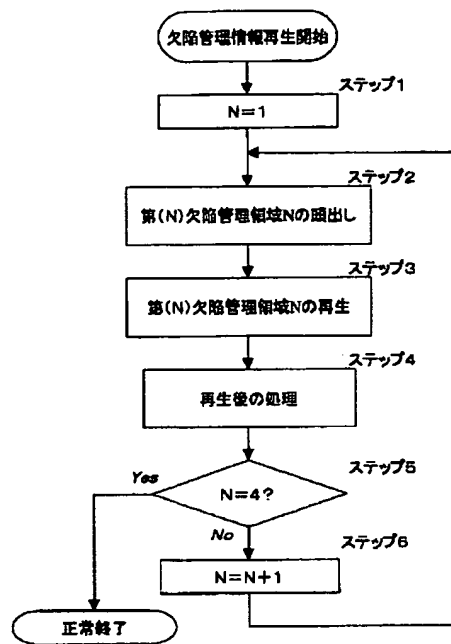 欠陥管理情報再生開始
ステップ1
N=1
ステップ2
第(N)欠陥管理領域Nの頭出し
ステップ3
第(N)欠陥管理領域Nの再生
ステップ4
再生後の処理
ステップ5
Yes
N=4?
No
ステップ6
N=N+1
正常終了